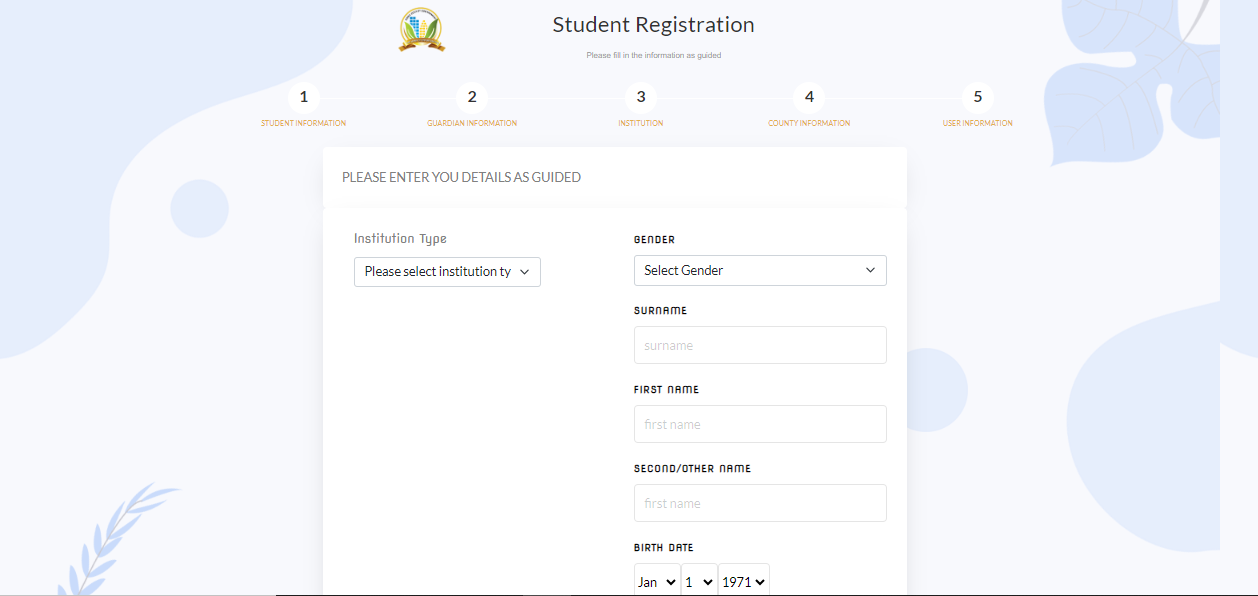 Student Registration
Please fill in the information as guided
1
2
3
4
5
STUDENT INFORMATION
GUARDIAN INFORMATION
INSTITUTION
COUNTY INFORMATION
USER INFORMATION
PLEASE ENTER YOU DETAILS AS GUIDED
Institution Type
Please select institution ty
GENDER
Select Gender
SURNAME
surname
FIRST NAME
first name
SECOND/OTHER NAME
first name
BIRTH DATE
Jan 1 1971